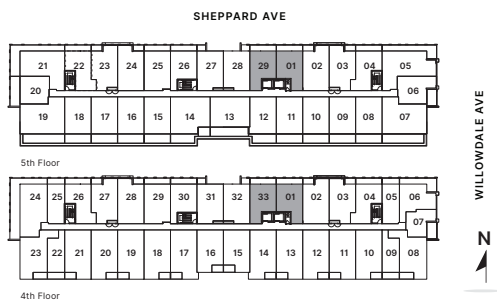 SHEPPARD AVE
21 22 23 24 25 26 27 28 29 01 02 03 04 05
20 06
19 18 17 16 15 14 13 12 11 10 09 08 07
5th Floor
WILLOWDALE AVE
24 25 26 27 28 29 30 31 32 33 01 02 03 04 05 06
07
23 22 21 20 19 18 17 16 15 14 13 12 11 10 09 08
4th Floor
N